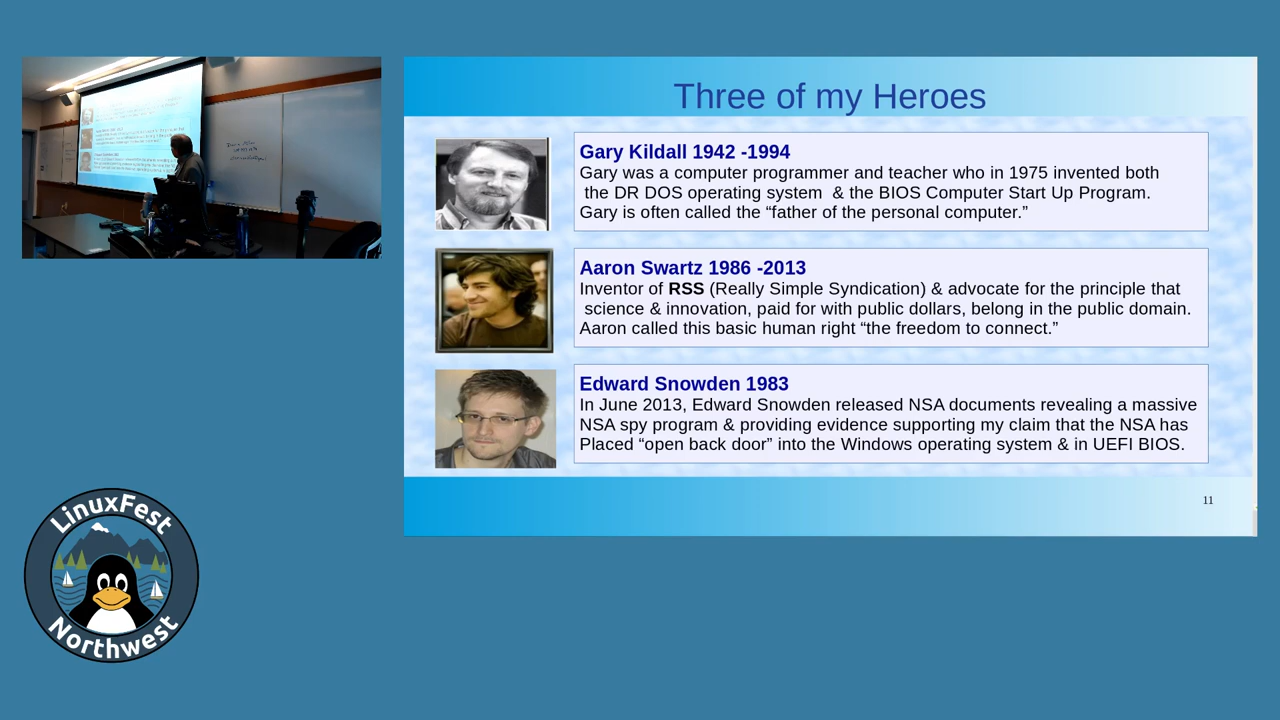 Three of my Heroes
Gary Kildall 1942 -1994
Gary was a computer programmer and teacher who in 1975 invented both
the DR DOS operating system & the BIOS Computer Start Up Program.
Gary is often called the “father of the personal computer.”
Aaron Swartz 1986 -2013
Inventor of RSS (Really Simple Syndication) & advocate for the principle that
science & innovation, paid for with public dollars, belong in the public domain.
Aaron called this basic human right “the freedom to connect.”
Edward Snowden 1983
In June 2013, Edward Snowden released NSA documents revealing a massive
NSA spy program & providing evidence supporting my claim that the NSA has
Placed “open back door” into the Windows operating system & in UEFI BIOS.
11
LinuxFest
Northwest